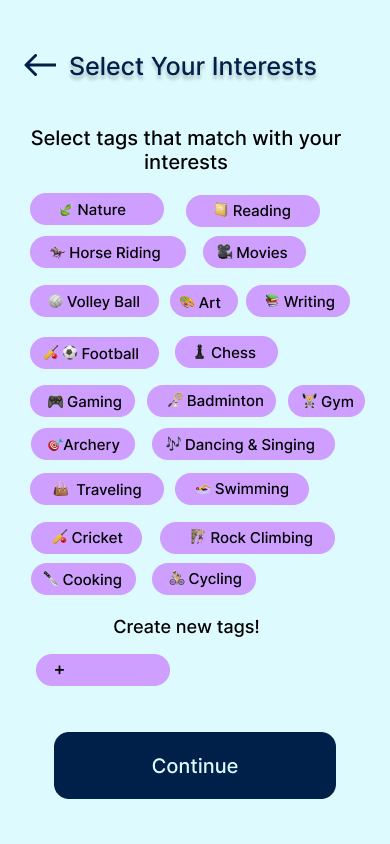 Select Your Interests
Select tags that match with your
interests
Nature
Reading
Horse Riding
Movies
Volley Ball
Art
Writing
Football
Chess
Gaming
Badminton
Gym
Archery
Dancing & Singing
Traveling
Swimming
Cricket
Rock Climbing
Cooking
Cycling
Create new tags!
+
Continue